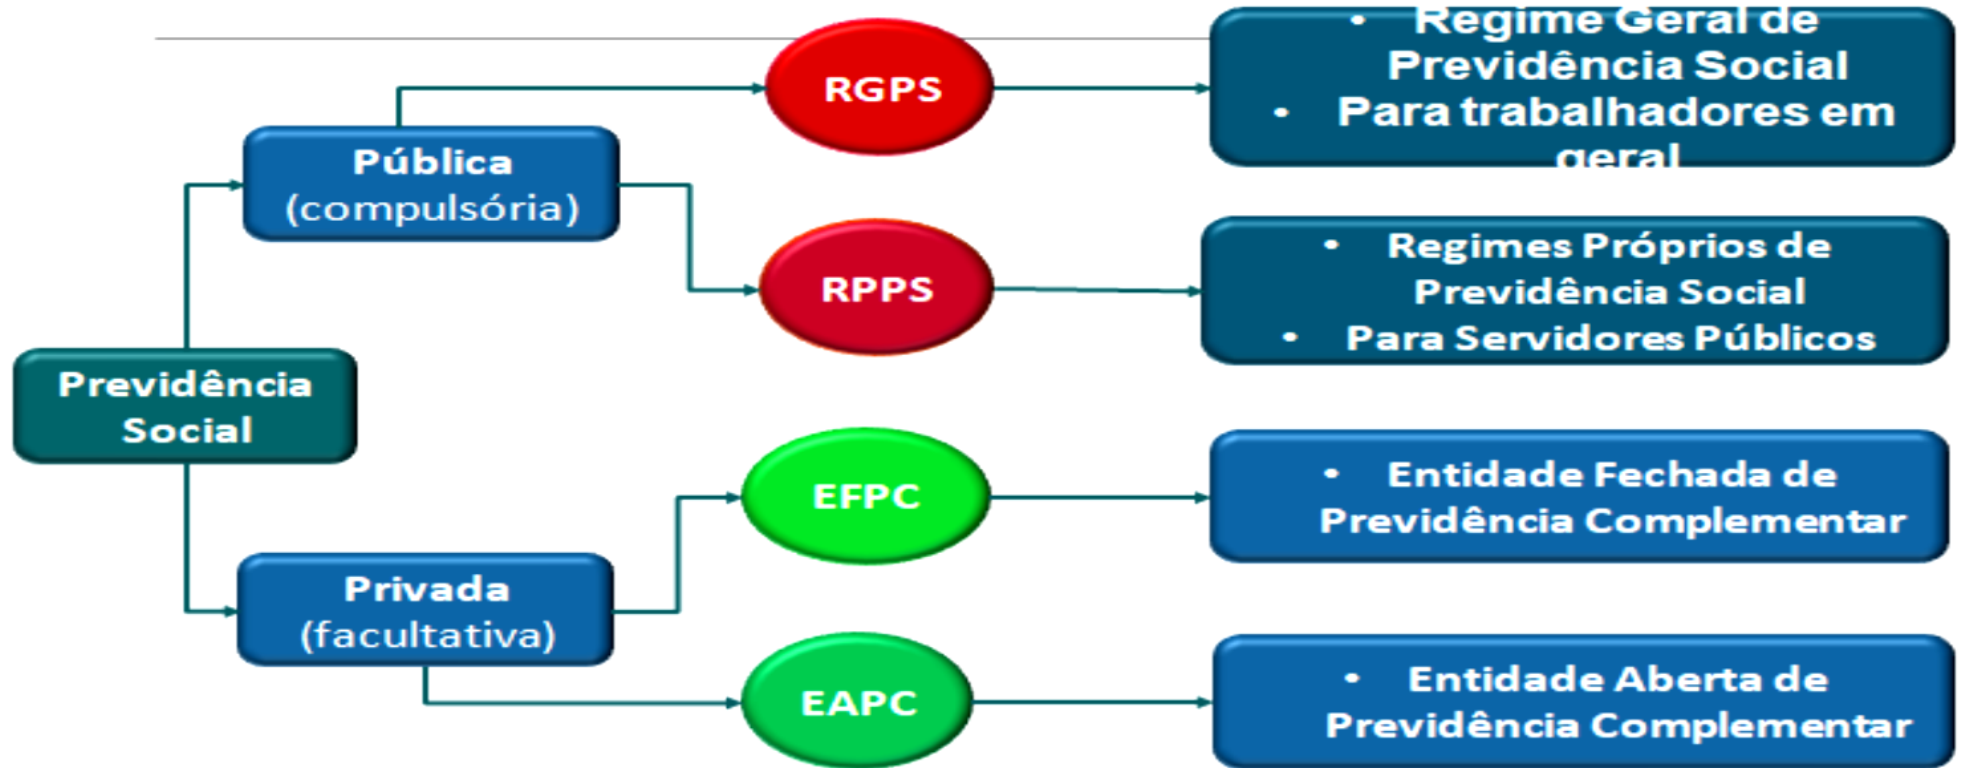 Previdência
Social
Pública
(compulsória)
Privada
(facultativa)
RGPS
• Regime Geral de
Previdência Social
• Para trabalhadores em
geral
RPPS
• Regimes Próprios de
Previdência Social
• Para Servidores Públicos
EFPC
• Entidade Fechada de
Previdência Complementar
EAPC
• Entidade Aberta de
Previdência Complementar